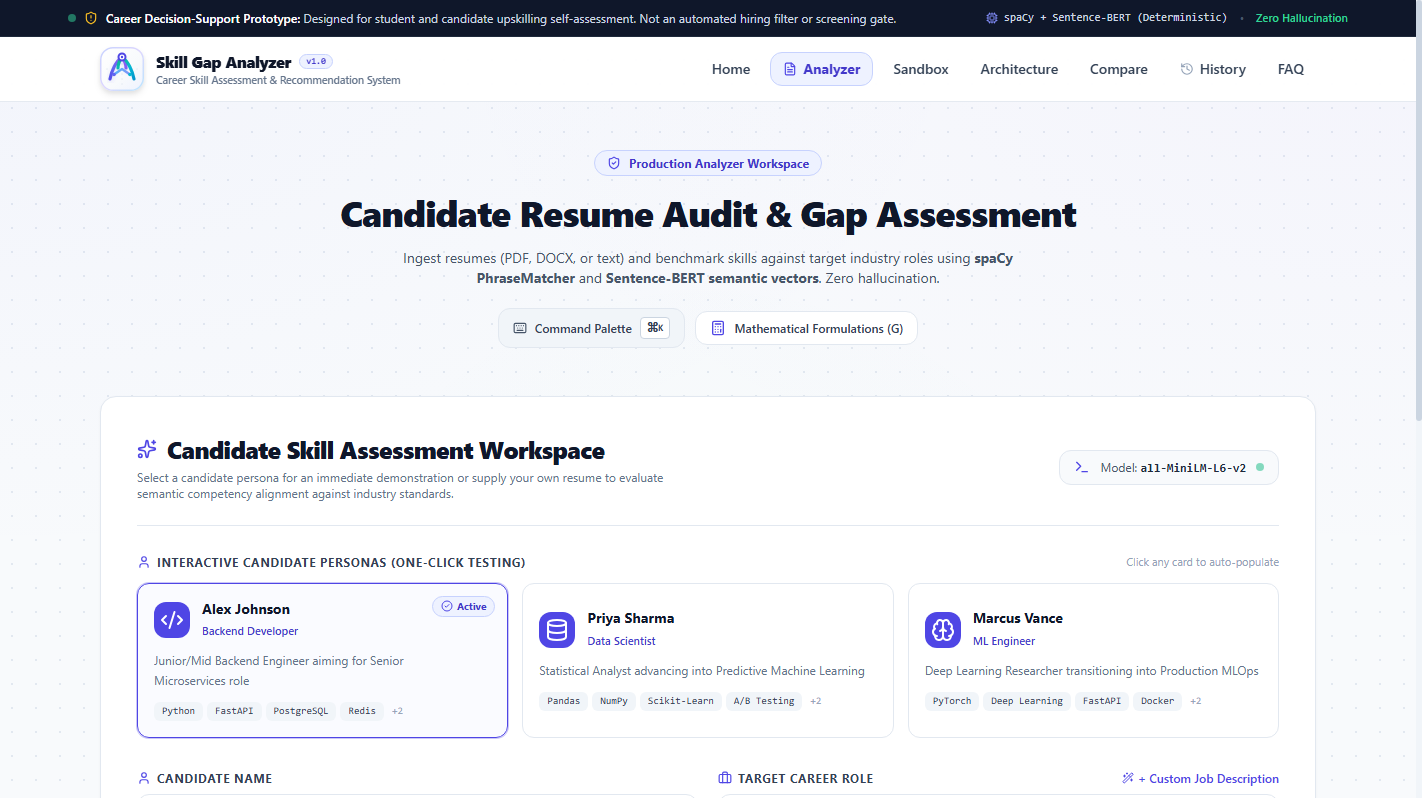 Career Decision-Support Prototype: Designed for student and candidate upskilling self-assessment. Not an automated hiring filter or screening gate.
spaCy + Sentence-BERT (Deterministic) • Zero Hallucination
Skill Gap Analyzer v1.0
Career Skill Assessment & Recommendation System
Home Analyzer Sandbox Architecture Compare History FAQ
Production Analyzer Workspace
Candidate Resume Audit & Gap Assessment
Ingest resumes (PDF, DOCX, or text) and benchmark skills against target industry roles using spaCy
PhraseMatcher and Sentence-BERT semantic vectors. Zero hallucination.
Command Palette ⌘K Mathematical Formulations (G)
Candidate Skill Assessment Workspace
Select a candidate persona for an immediate demonstration or supply your own resume to evaluate
semantic competency alignment against industry standards.
Model: all-MiniLM-L6-v2
INTERACTIVE CANDIDATE PERSONAS (ONE-CLICK TESTING)
Click any card to auto-populate
Alex Johnson
Active
Backend Developer
Junior/Mid Backend Engineer aiming for Senior
Microservices role
Python FastAPI PostgreSQL Redis +2
Priya Sharma
Data Scientist
Statistical Analyst advancing into Predictive Machine Learning
Pandas NumPy Scikit-Learn A/B Testing +2
Marcus Vance
ML Engineer
Deep Learning Researcher transitioning into Production MLOps
PyTorch Deep Learning FastAPI Docker +2
CANDIDATE NAME
TARGET CAREER ROLE
+ Custom Job Description